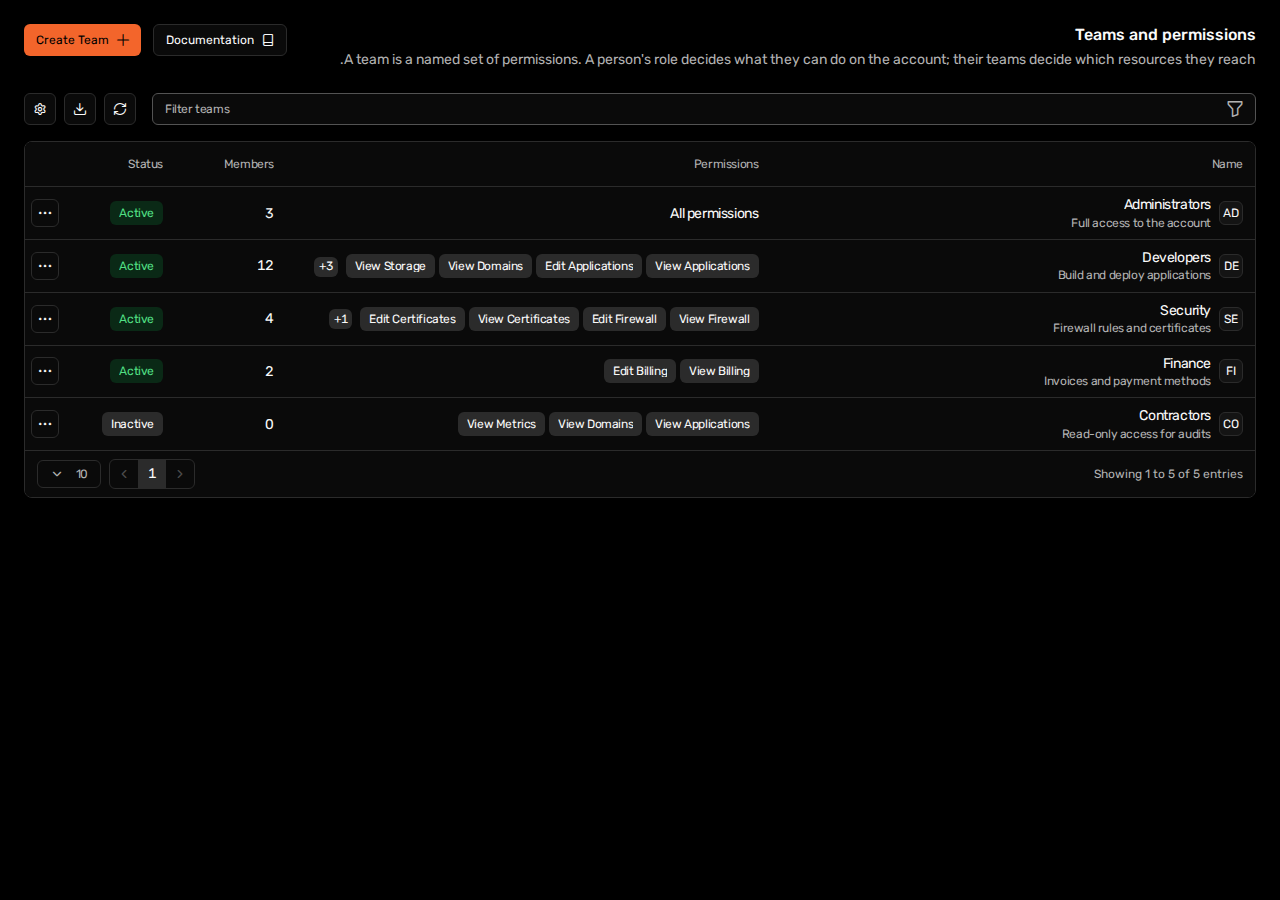 Teams and permissions
.A team is a named set of permissions. A person's role decides what they can do on the account; their teams decide which resources they reach
Documentation
Create Team
Filter teams
Name
Permissions
Members
Status
AD
Administrators
Full access to the account
All permissions
3
Active
DE
Developers
Build and deploy applications
View Applications
Edit Applications
View Domains
View Storage
+3
12
Active
SE
Security
Firewall rules and certificates
View Firewall
Edit Firewall
View Certificates
Edit Certificates
+1
4
Active
FI
Finance
Invoices and payment methods
View Billing
Edit Billing
2
Active
CO
Contractors
Read-only access for audits
View Applications
View Domains
View Metrics
0
Inactive
Showing 1 to 5 of 5 entries
1
10